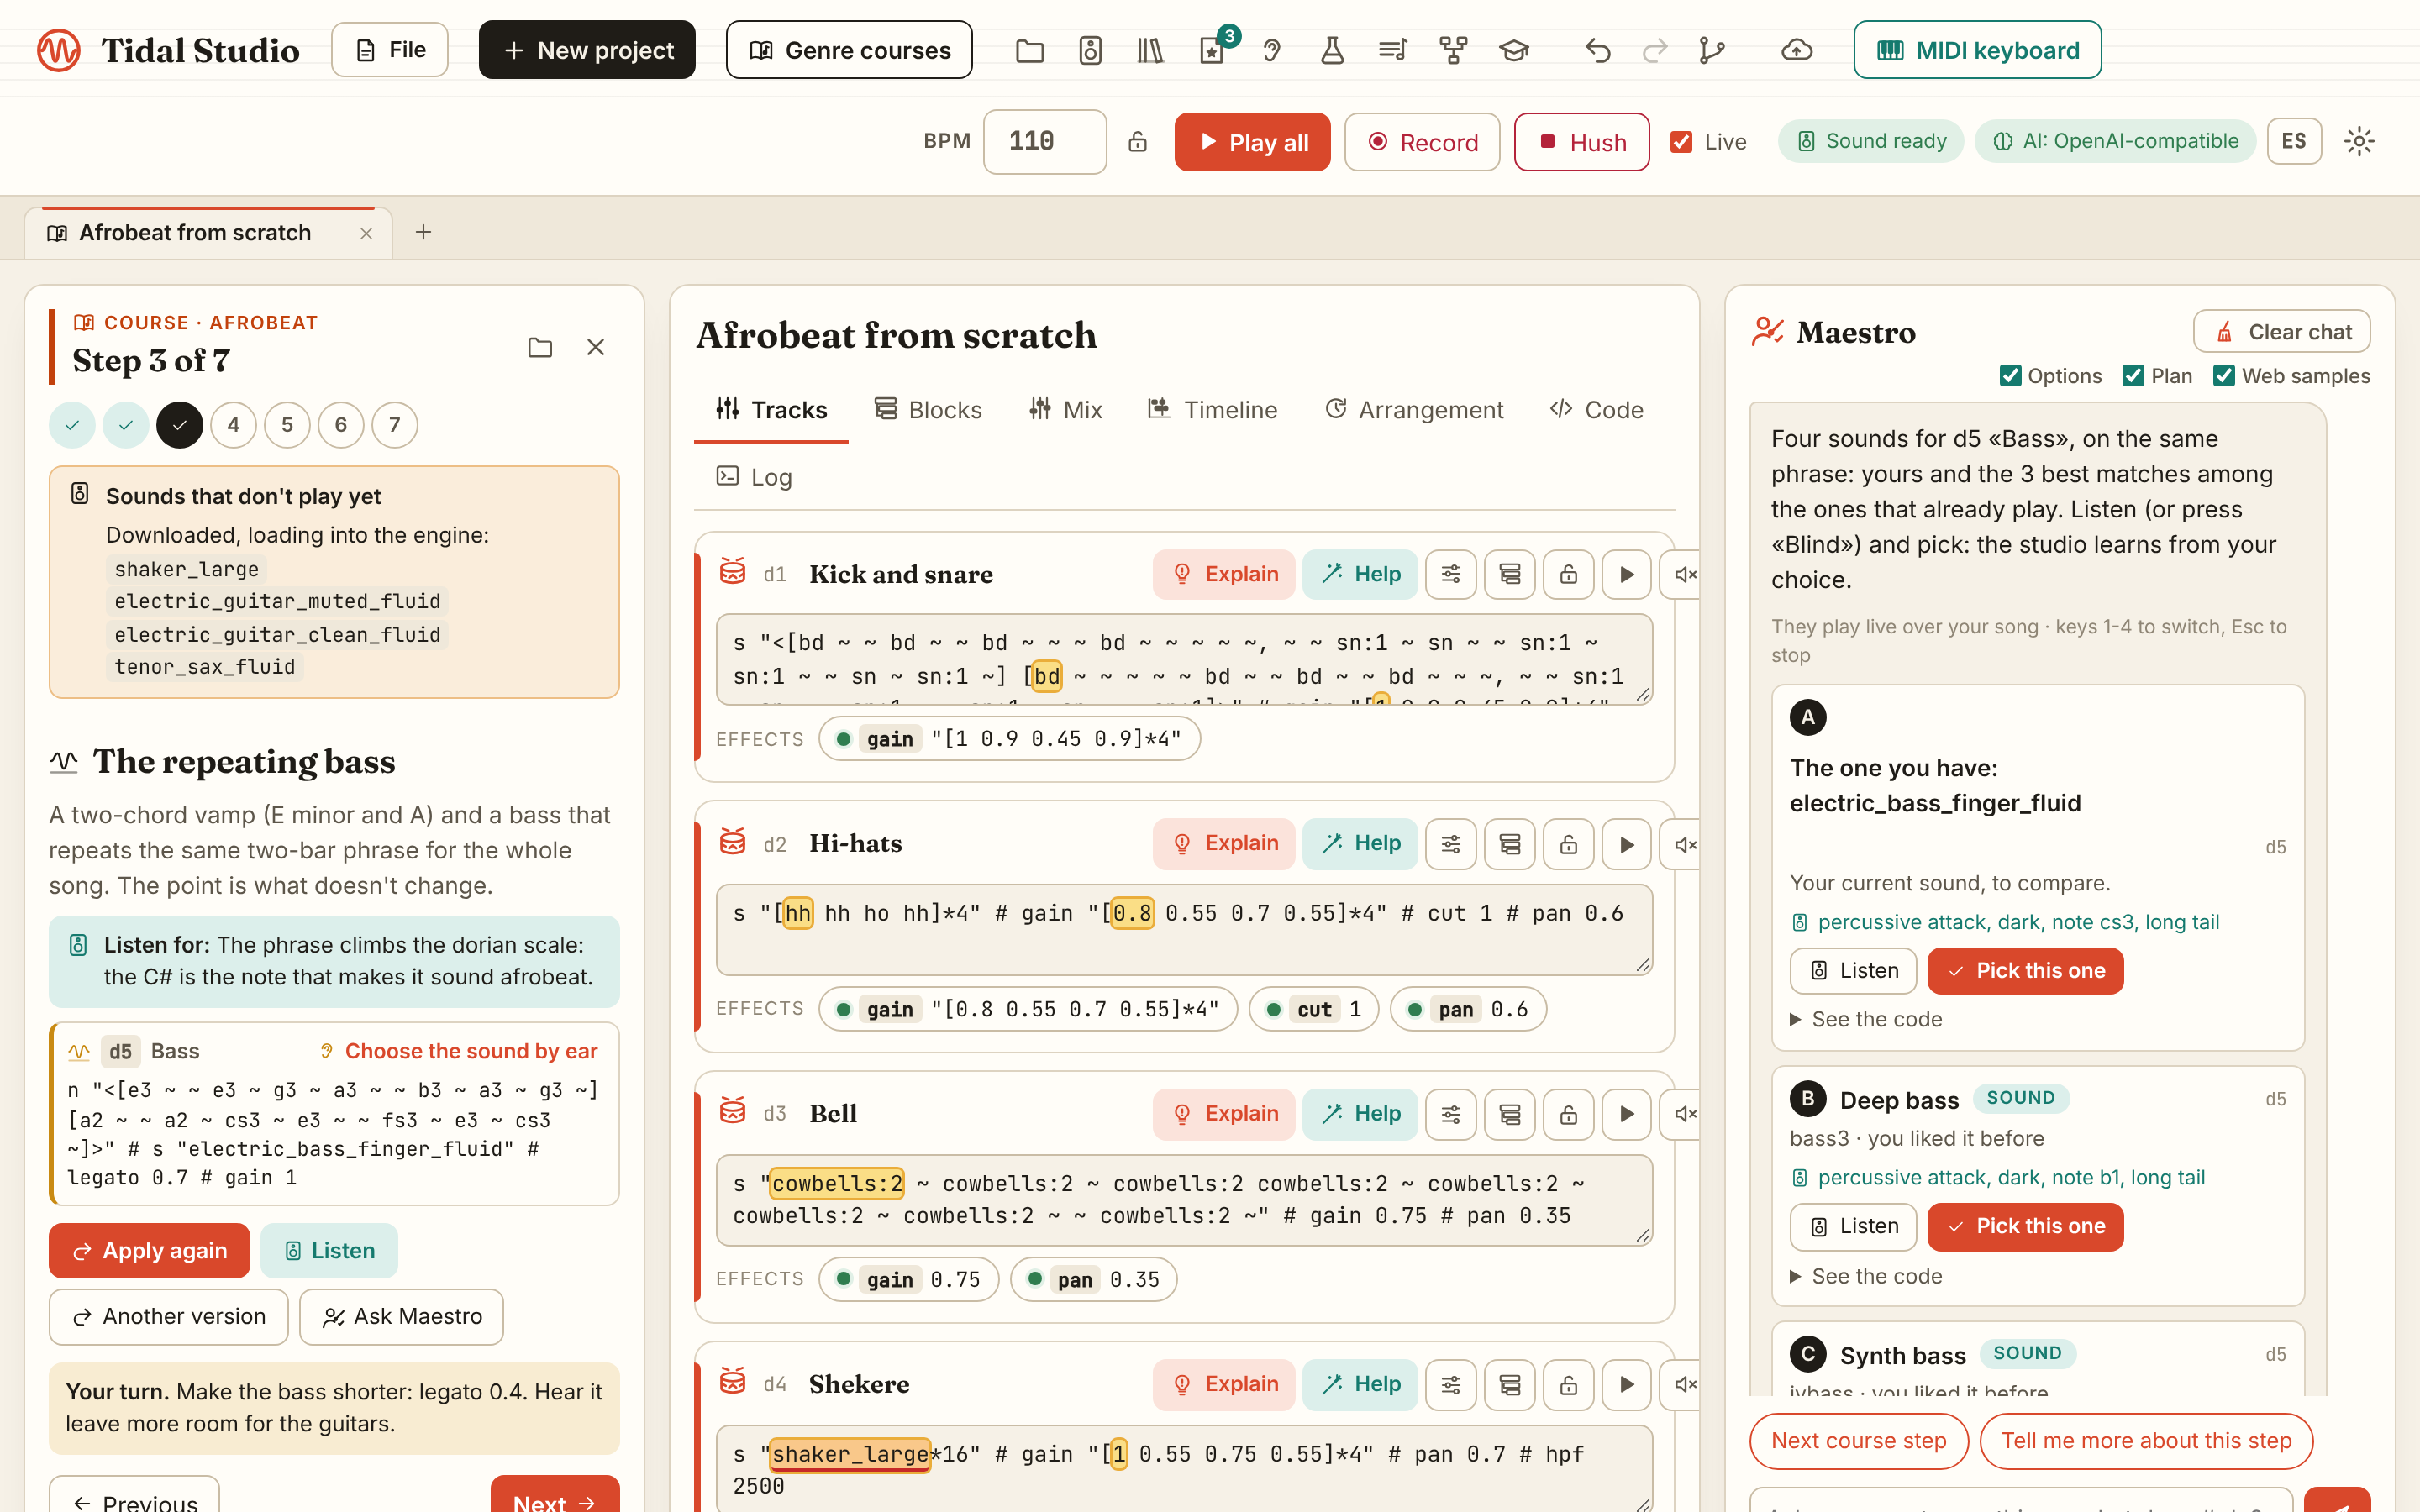 Tidal Studio
File
New project
Genre courses
3
MIDI keyboard
BPM
110
Play all
Record
Hush
Live
Sound ready
AI: OpenAI-compatible
ES
Afrobeat from scratch
COURSE · AFROBEAT
Step 3 of 7
4
5
6
7
Sounds that don't play yet
Downloaded, loading into the engine:
shaker_large
electric_guitar_muted_fluid
electric_guitar_clean_fluid
tenor_sax_fluid
The repeating bass
A two-chord vamp (E minor and A) and a bass that
repeats the same two-bar phrase for the whole
song. The point is what doesn't change.
Listen for: The phrase climbs the dorian scale:
the C# is the note that makes it sound afrobeat.
d5 Bass
Choose the sound by ear
n "<[e3 ~ ~ e3 ~ g3 ~ a3 ~ ~ b3 ~ a3 ~ g3 ~]
[a2 ~ ~ a2 ~ cs3 ~ e3 ~ ~ fs3 ~ e3 ~ cs3
~]>" # s "electric_bass_finger_fluid" #
legato 0.7 # gain 1
Apply again
Listen
Another version
Ask Maestro
Your turn. Make the bass shorter: legato 0.4. Hear it
leave more room for the guitars.
Previous
Next
Afrobeat from scratch
Tracks
Blocks
Mix
Timeline
Arrangement
Code
Log
d1 Kick and snare
Explain
Help
s "<[bd ~ ~ bd ~ ~ bd ~ ~ ~ bd ~ ~ ~ ~ ~, ~ ~ sn:1 ~ sn ~ ~ sn:1 ~
sn:1 ~ ~ sn ~ sn:1 ~] [bd ~ ~ ~ ~ ~ bd ~ ~ bd ~ ~ bd ~ ~ ~, ~ ~ sn:1
EFFECTS gain "[1 0.9 0.45 0.9]*4"
d2 Hi-hats
Explain
Help
s "[hh hh ho hh]*4" # gain "[0.8 0.55 0.7 0.55]*4" # cut 1 # pan 0.6
EFFECTS gain "[0.8 0.55 0.7 0.55]*4" cut 1 pan 0.6
d3 Bell
Explain
Help
s "cowbells:2 ~ cowbells:2 ~ cowbells:2 cowbells:2 ~ cowbells:2 ~
cowbells:2 ~ cowbells:2 ~ ~ cowbells:2 ~" # gain 0.75 # pan 0.35
EFFECTS gain 0.75 pan 0.35
d4 Shekere
Explain
Help
s "shaker_large*16" # gain "[1 0.55 0.75 0.55]*4" # pan 0.7 # hpf
2500
Maestro
Clear chat
Options
Plan
Web samples
Four sounds for d5 «Bass», on the same
phrase: yours and the 3 best matches among
the ones that already play. Listen (or press
«Blind») and pick: the studio learns from your
choice.
They play live over your song · keys 1-4 to switch, Esc to
stop
A
The one you have:
electric_bass_finger_fluid
d5
Your current sound, to compare.
percussive attack, dark, note cs3, long tail
Listen
Pick this one
See the code
B Deep bass SOUND d5
bass3 · you liked it before
percussive attack, dark, note b1, long tail
Listen
Pick this one
See the code
C Synth bass SOUND d5
jvbass · you liked it before
Next course step
Tell me more about this step